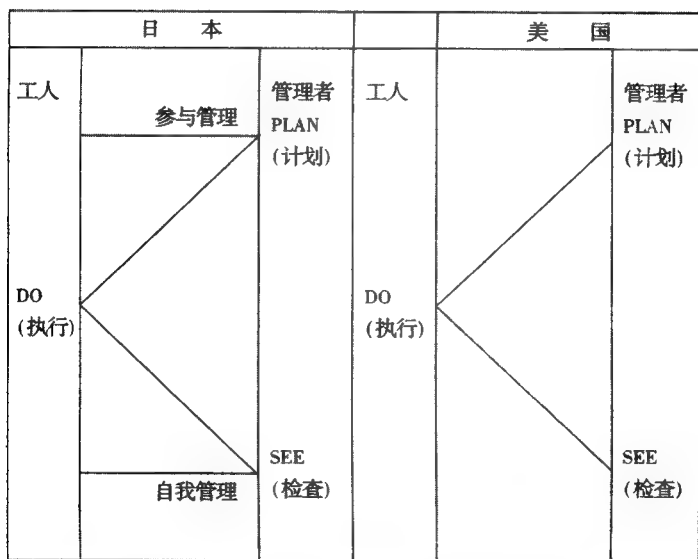 日 本
美 国
工人
参与管理
管理者
PLAN
(计划)
DO
(执行)
SEE
(检查)
自我管理
工人
管理者
PLAN
(计划)
DO
(执行)
SEE
(检查)